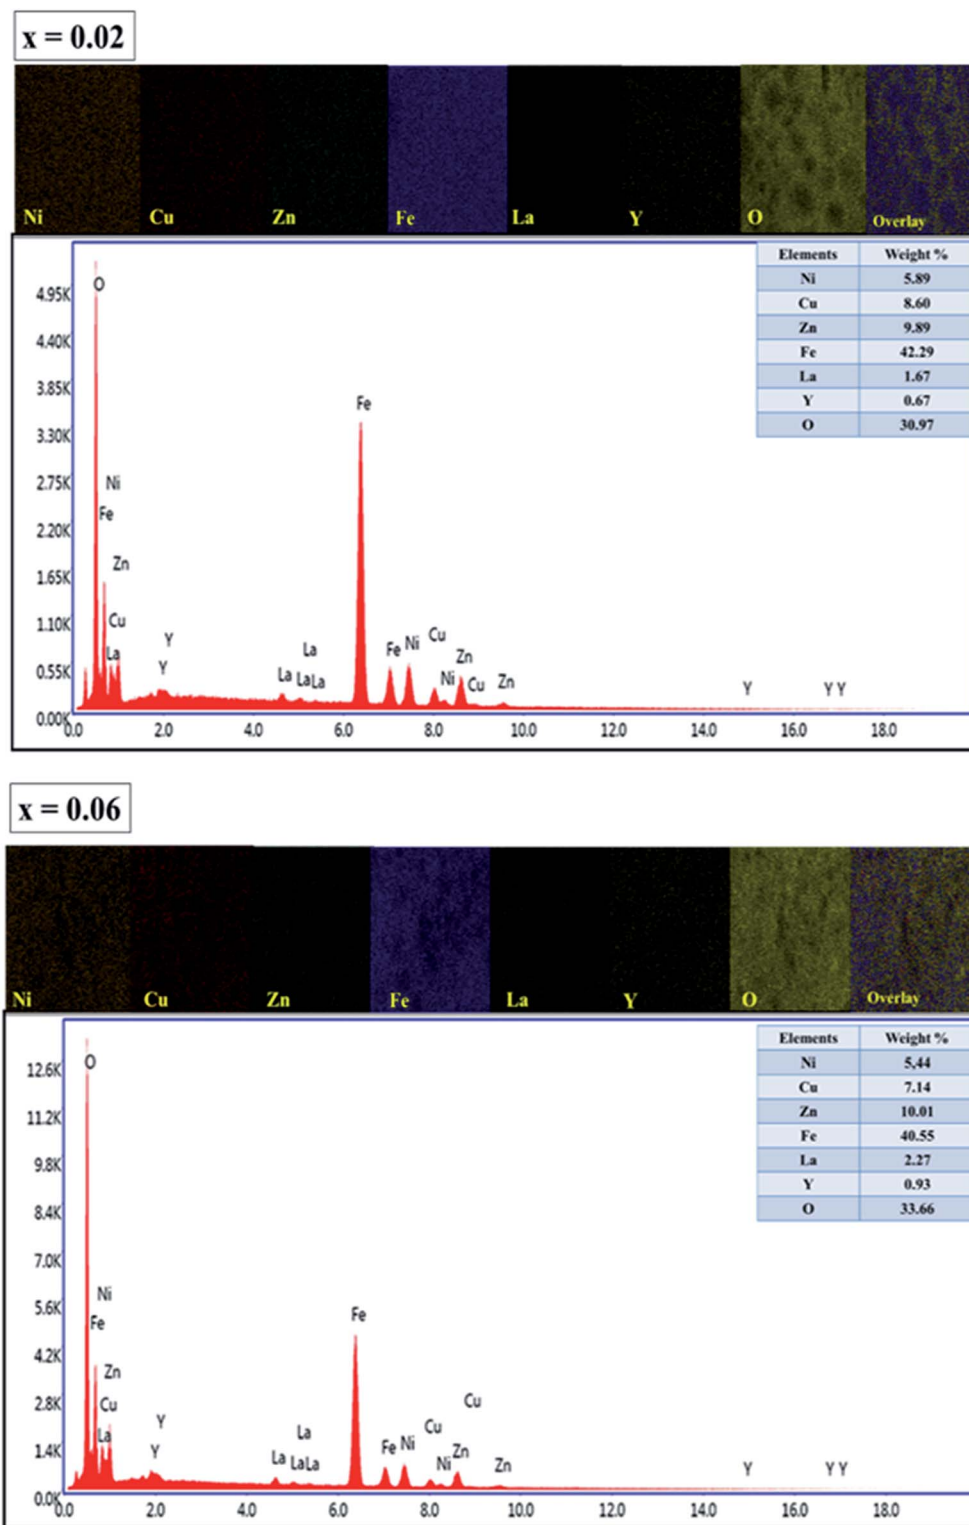 x = 0.02
Ni Cu Zn Fe La Y O Overlay
Elements Weight %
Ni 5.89
Cu 8.60
Zn 9.89
Fe 42.29
La 1.67
Y 0.67
O 30.97
4.95K
4.40K
3.85K
3.30K
2.75K
2.20K
1.65K
1.10K
0.55K
0.00K
O
Ni
Fe
Zn
Cu
La
Y
Y
La
La LaLa
Fe
Fe Ni Cu
Ni Zn
Cu Zn
Y Y Y
0.0 2.0 4.0 6.0 8.0 10.0 12.0 14.0 16.0 18.0
x = 0.06
Ni Cu Zn Fe La Y O Overlay
Elements Weight %
Ni 5,44
Cu 7.14
Zn 10.01
Fe 40.55
La 2.27
Y 0.93
O 33.66
12.6K
11.2K
9.8K
8.4K
7.0K
5.6K
4.2K
2.8K
1.4K
0.0K
O
Ni
Fe
Zn
Cu
La
Y
Y
La
La LaLa
Fe
Fe Ni Cu
Ni Zn
Cu
Zn
Y Y Y
0.0 2.0 4.0 6.0 8.0 10.0 12.0 14.0 16.0 18.0